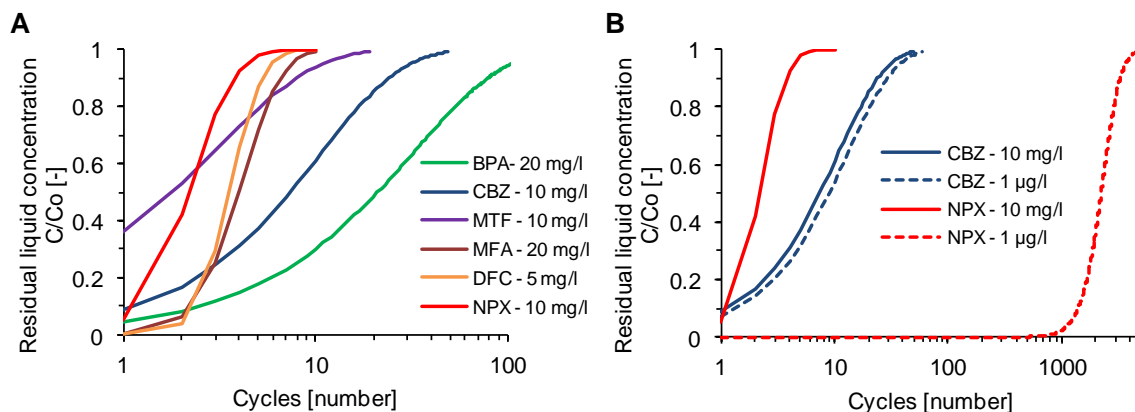 A
Residual liquid concentration
C/Co [-]
1
0.8
0.6
0.4
0.2
0
1
10
100
Cycles [number]
BPA- 20 mg/l
CBZ - 10 mg/l
MTF - 10 mg/l
MFA - 20 mg/l
DFC - 5 mg/l
NPX - 10 mg/l
B
Residual liquid concentration
C/Co [-]
1
0.8
0.6
0.4
0.2
0
1
10
100
1000
Cycles [number]
CBZ - 10 mg/l
CBZ - 1 µg/l
NPX - 10 mg/l
NPX - 1 µg/l